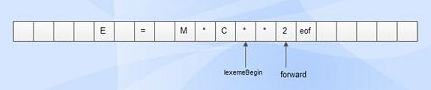 E = M * C * * 2 eof
lexemeBegin forward